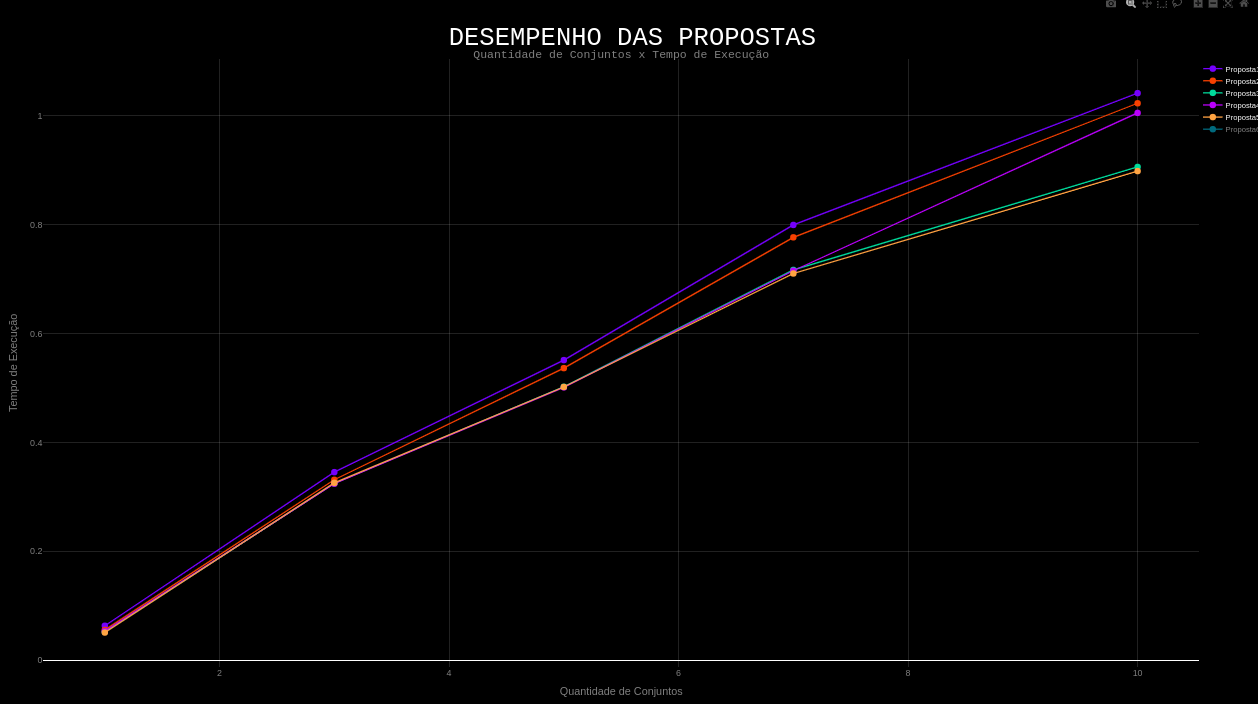 DESEMPENHO DAS PROPOSTAS
Quantidade de Conjuntos x Tempo de Execução
Proposta1
Proposta2
Proposta3
Proposta4
Proposta5
1
0.8
0.6
0.4
0.2
0
Tempo de Execução
2
4
6
8
10
Quantidade de Conjuntos